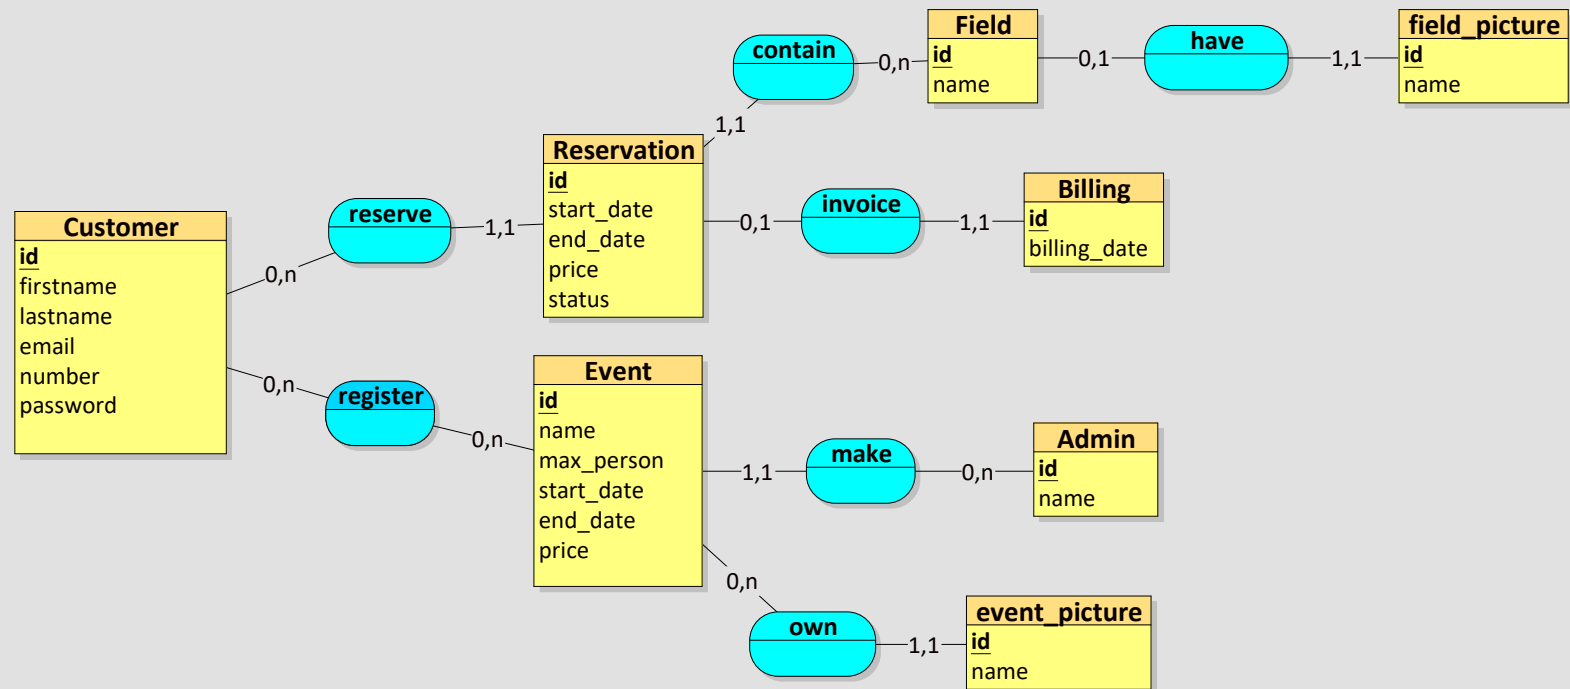 contain
0,n
Field
id
name
0,1
have
1,1
field_picture
id
name
1,1
Reservation
id
start_date
end_date
price
status
0,1
invoice
1,1
Billing
id
billing_date
Customer
id
firstname
lastname
email
number
password
0,n
reserve
1,1
0,n
register
0,n
Event
id
name
max_person
start_date
end_date
price
1,1
make
0,n
Admin
id
name
0,n
own
1,1
event_picture
id
name